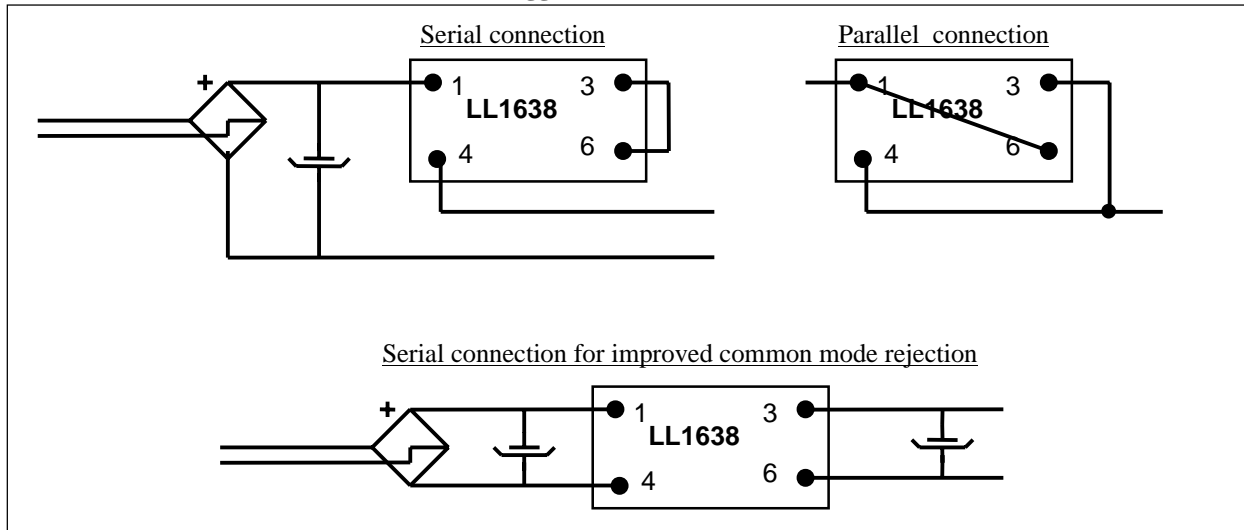 Serial connection
Parallel connection
+
1
3
LL1638
4
6
1
3
LL1638
4
6
Serial connection for improved common mode rejection
+
1
3
LL1638
4
6